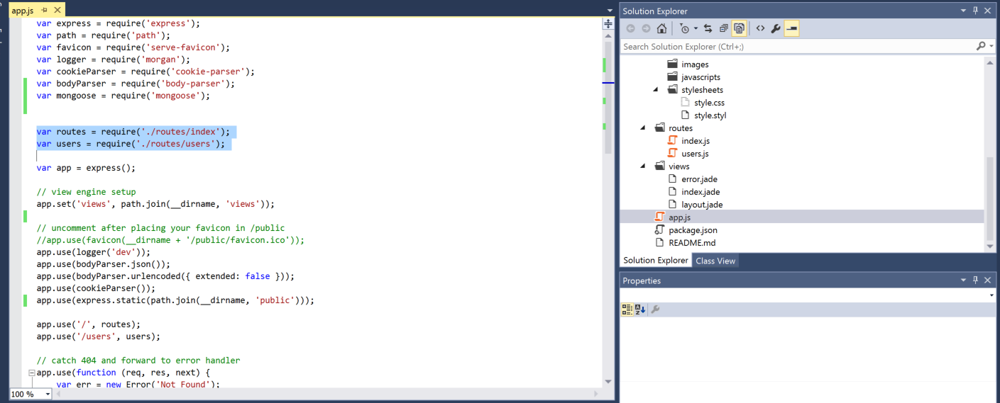 app.js
var express = require('express');
var path = require('path');
var favicon = require('serve-favicon');
var logger = require('morgan');
var cookieParser = require('cookie-parser');
var bodyParser = require('body-parser');
var mongoose = require('mongoose');
var routes = require('./routes/index');
var users = require('./routes/users');
var app = express();
// view engine setup
app.set('views', path.join(__dirname, 'views'));
// uncomment after placing your favicon in /public
//app.use(favicon(__dirname + '/public/favicon.ico'));
app.use(logger('dev'));
app.use(bodyParser.json());
app.use(bodyParser.urlencoded({ extended: false }));
app.use(cookieParser());
app.use(express.static(path.join(__dirname, 'public')));
app.use('/', routes);
app.use('/users', users);
// catch 404 and forward to error handler
app.use(function (req, res, next) {
var err = new Error('Not Found');
100 %
Solution Explorer
Search Solution Explorer (Ctrl+;)
images
javascripts
stylesheets
style.css
style.styl
routes
index.js
users.js
views
error.jade
index.jade
layout.jade
app.js
package.json
README.md
Solution Explorer Class View
Properties